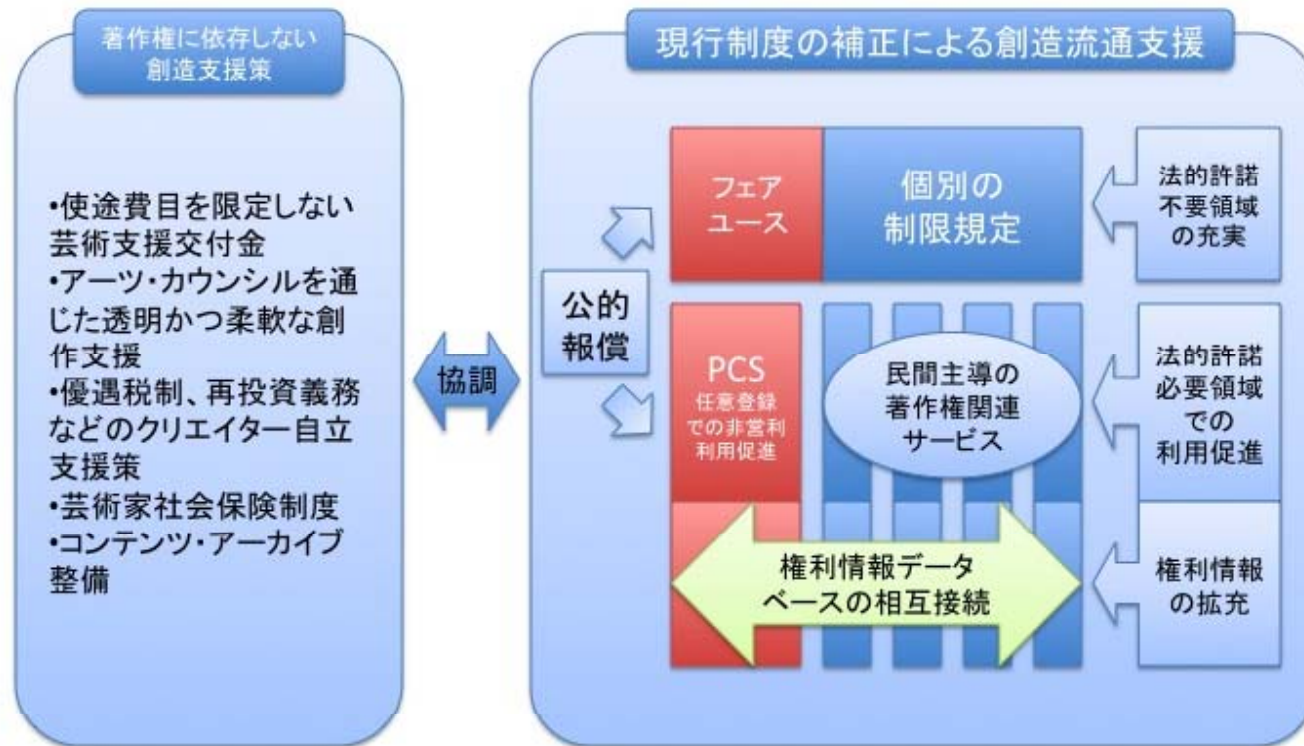 著作権に依存しない
創造支援策
•使途費目を限定しない
芸術支援交付金
•アーツ・カウンシルを通
じた透明かつ柔軟な創
作支援
•優遇税制、再投資義務
などのクリエイター自立
支援策
•芸術家社会保険制度
•コンテンツ・アーカイブ
整備
協調
現行制度の補正による創造流通支援
公的
報償
フェア
ユース
個別の
制限規定
法的許諾
不要領域
の充実
PCS
任意登録
での非営利
利用促進
民間主導の
著作権関連
サービス
法的許諾
必要領域
での
利用促進
権利情報データ
ベースの相互接続
権利情報
の拡充